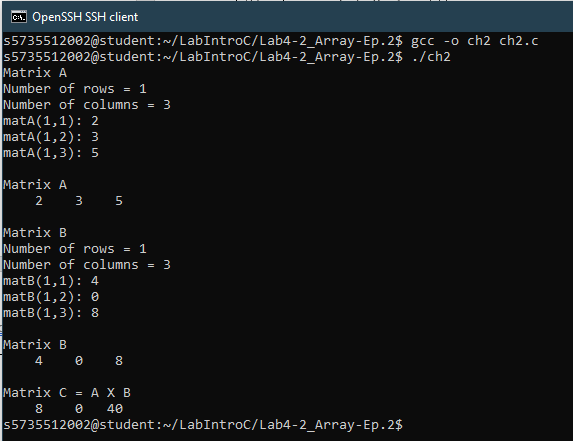 OpenSSH SSH client
s5735512002@student:~/LabIntroC/Lab4-2_Array-Ep.2$ gcc -o ch2 ch2.c
s5735512002@student:~/LabIntroC/Lab4-2_Array-Ep.2$ ./ch2
Matrix A
Number of rows = 1
Number of columns = 3
matA(1,1): 2
matA(1,2): 3
matA(1,3): 5
Matrix A
2 3 5
Matrix B
Number of rows = 1
Number of columns = 3
matB(1,1): 4
matB(1,2): 0
matB(1,3): 8
Matrix B
4 0 8
Matrix C = A X B
8 0 40
s5735512002@student:~/LabIntroC/Lab4-2_Array-Ep.2$